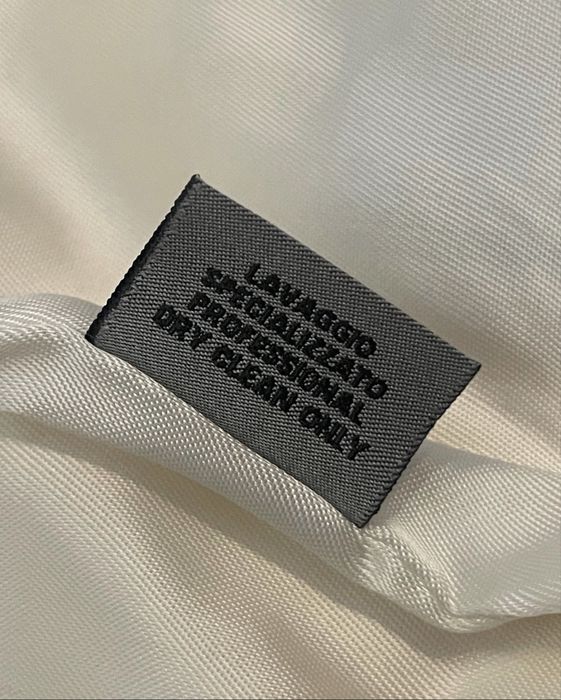 LAVAGGIO
SPECIALIZZATO
PROFESSIONAL
DRY CLEAN ONLY